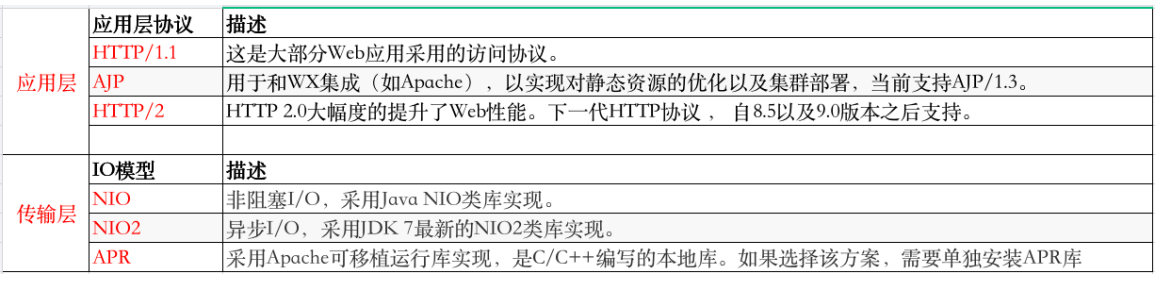 应用层协议 描述
HTTP/1.1 这是大部分Web应用采用的访问协议。
应用层 AJP 用于和WX集成（如Apache），以实现对静态资源的优化以及集群部署，当前支持AJP/1.3。
HTTP/2 HTTP 2.0大幅度的提升了Web性能。下一代HTTP协议 ， 自8.5以及9.0版本之后支持。
IO模型 描述
NIO 非阻塞I/O，采用Java NIO类库实现。
传输层 NIO2 异步I/O，采用JDK 7最新的NIO2类库实现。
APR 采用Apache可移植运行库实现，是C/C++编写的本地库。如果选择该方案，需要单独安装APR库